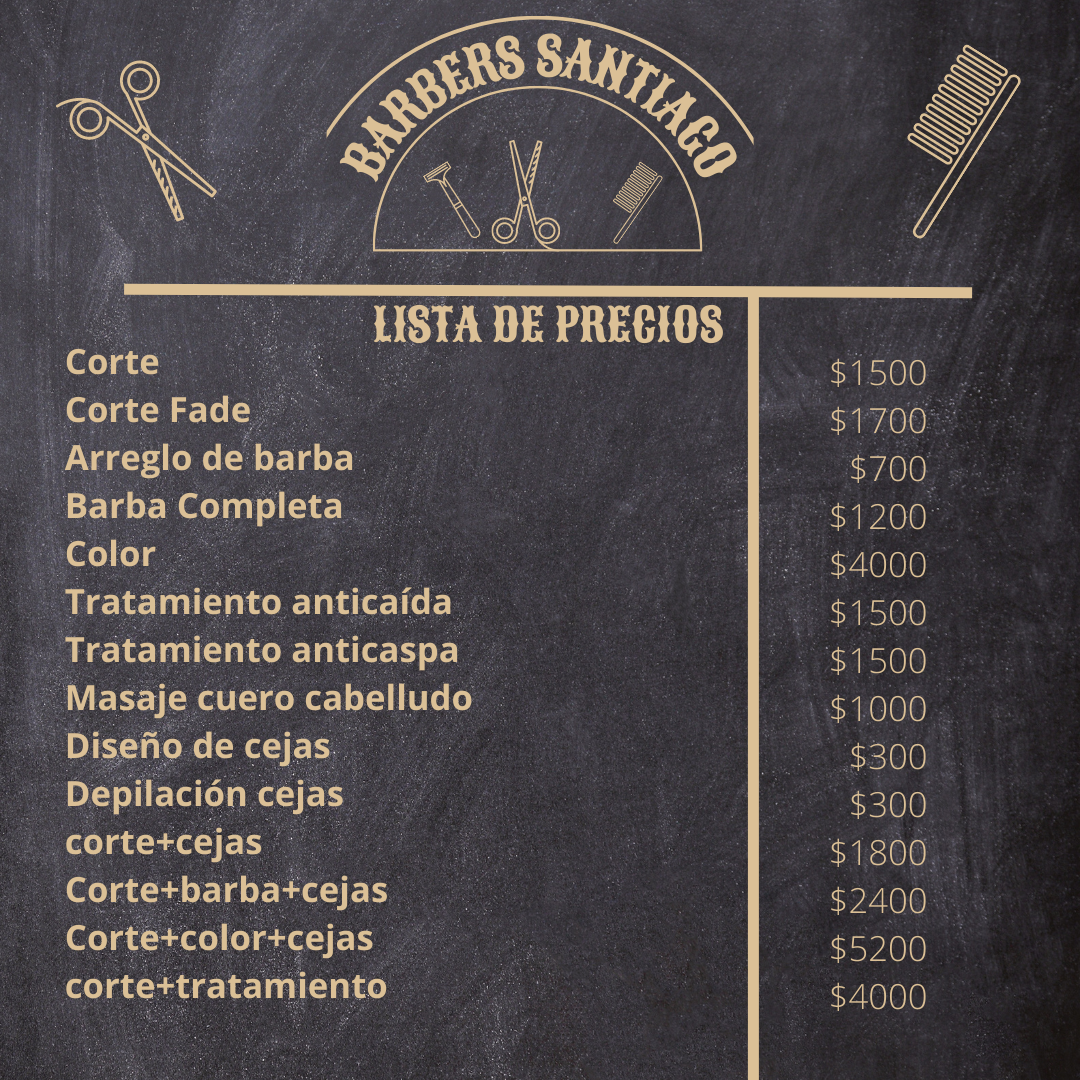 BARBERS SANTIAGO
LISTA DE PRECIOS
Corte $1500
Corte Fade $1700
Arreglo de barba $700
Barba Completa $1200
Color $4000
Tratamiento anticaída $1500
Tratamiento anticaspa $1500
Masaje cuero cabelludo $1000
Diseño de cejas $300
Depilación cejas $300
corte+cejas $1800
Corte+barba+cejas $2400
Corte+color+cejas $5200
corte+tratamiento $4000